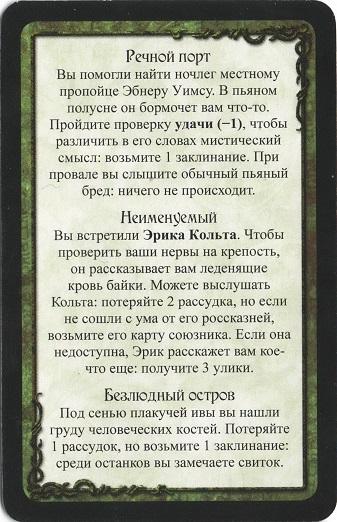 Речной порт
Вы помогли найти ночлег местному
пропойце Эбнеру Уимсу. В пьяном
полусне он бормочет вам что-то.
Пройдите проверку удачи (−1), чтобы
различить в его словах мистический
смысл: возьмите 1 заклинание. При
провале вы слышите обычный пьяный
бред: ничего не происходит.
Неименуемый
Вы встретили Эрика Кольта. Чтобы
проверить ваши нервы на крепость,
он рассказывает вам леденящие
кровь байки. Можете выслушать
Кольта: потеряйте 2 рассудка, но если
не сошли с ума от его россказней,
возьмите его карту союзника. Если она
недоступна, Эрик расскажет вам кое-
что еще: получите 3 улики.
Безлюдный остров
Под сенью плакучей ивы вы нашли
груду человеческих костей. Потеряйте
1 рассудок, но возьмите 1 заклинание:
среди останков вы замечаете свиток.